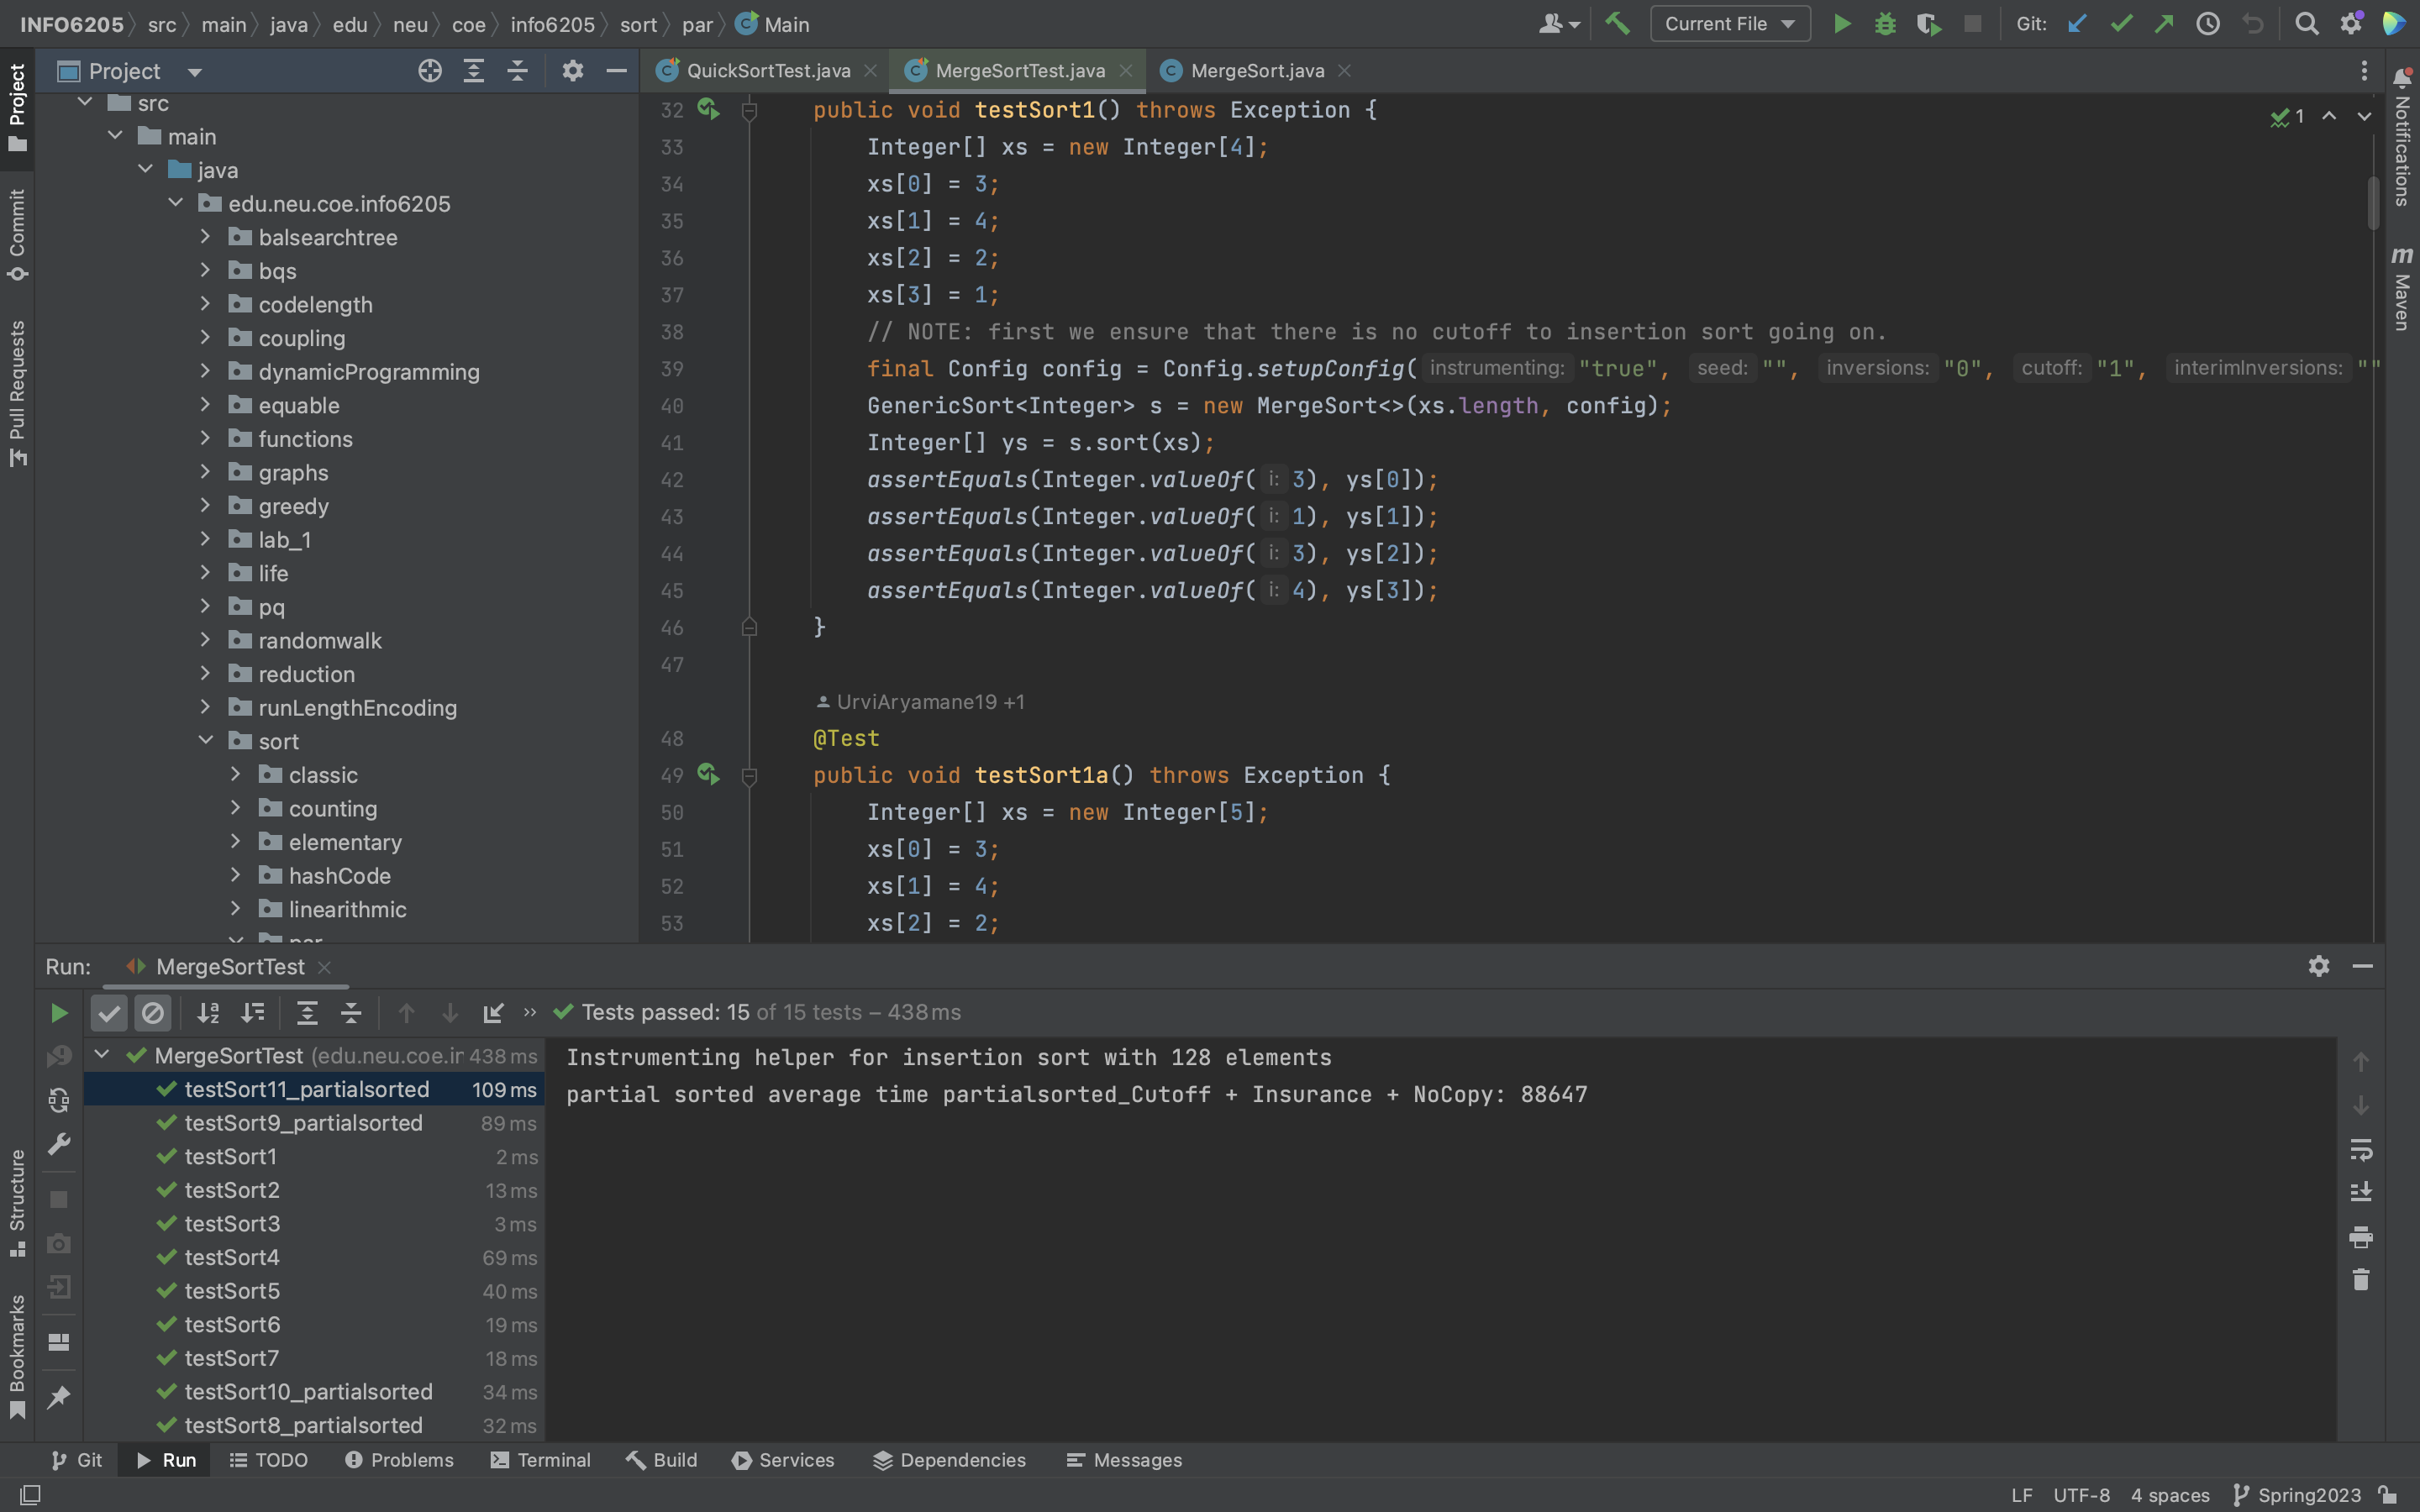 INFO6205 src main java edu neu coe info6205 sort par Main
Current File
Git:
Project
QuickSortTest.java
MergeSortTest.java
MergeSort.java
Project
Commit
Pull Requests
Structure
Bookmarks
src
main
java
edu.neu.coe.info6205
balsearchtree
bqs
codelength
coupling
dynamicProgramming
equable
functions
graphs
greedy
lab_1
life
pq
randomwalk
reduction
runLengthEncoding
sort
classic
counting
elementary
hashCode
linearithmic
par
32 public void testSort1() throws Exception {
33 Integer[] xs = new Integer[4];
34 xs[0] = 3;
35 xs[1] = 4;
36 xs[2] = 2;
37 xs[3] = 1;
38 // NOTE: first we ensure that there is no cutoff to insertion sort going on.
39 final Config config = Config.setupConfig( instrumenting: "true", seed: "", inversions: "0", cutoff: "1", interimInversions: ""
40 GenericSort<Integer> s = new MergeSort<>(xs.length, config);
41 Integer[] ys = s.sort(xs);
42 assertEquals(Integer.valueOf( i: 3), ys[0]);
43 assertEquals(Integer.valueOf( i: 1), ys[1]);
44 assertEquals(Integer.valueOf( i: 3), ys[2]);
45 assertEquals(Integer.valueOf( i: 4), ys[3]);
46 }
47
UrviAryamane19 +1
48 @Test
49 public void testSort1a() throws Exception {
50 Integer[] xs = new Integer[5];
51 xs[0] = 3;
52 xs[1] = 4;
53 xs[2] = 2;
1
Notifications
Maven
Run: MergeSortTest
Tests passed: 15 of 15 tests – 438 ms
MergeSortTest (edu.neu.coe.ir 438 ms
testSort11_partialsorted 109 ms
testSort9_partialsorted 89 ms
testSort1 2 ms
testSort2 13 ms
testSort3 3 ms
testSort4 69 ms
testSort5 40 ms
testSort6 19 ms
testSort7 18 ms
testSort10_partialsorted 34 ms
testSort8_partialsorted 32 ms
Instrumenting helper for insertion sort with 128 elements
partial sorted average time partialsorted_Cutoff + Insurance + NoCopy: 88647
Git Run TODO Problems Terminal Build Services Dependencies Messages
LF UTF-8 4 spaces Spring2023